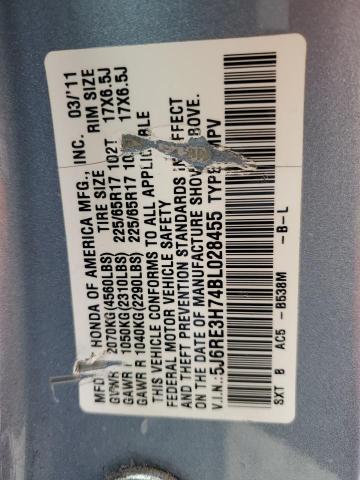 MFD HONDA OF AMERICA MFG., INC. 03/'11
TIRE SIZE RIM SIZE
GVWR 2070KG(4560LBS)
GAWR F 1050KG(2310LBS) 225/65R17 102T 17X6.5J
GAWR R 1040KG(2290LBS) 225/65R17 10 17X6.5J
THIS VEHICLE CONFORMS TO ALL APPLICABLE
FEDERAL MOTOR VEHICLE SAFETY
AND THEFT PREVENTION STANDARDS IN EFFECT
ON THE DATE OF MANUFACTURE SHOWN ABOVE.
V.I.N.:5J6RE3H74BL028455 TYPE MPV
SXT B AC5 -B538M -B-L